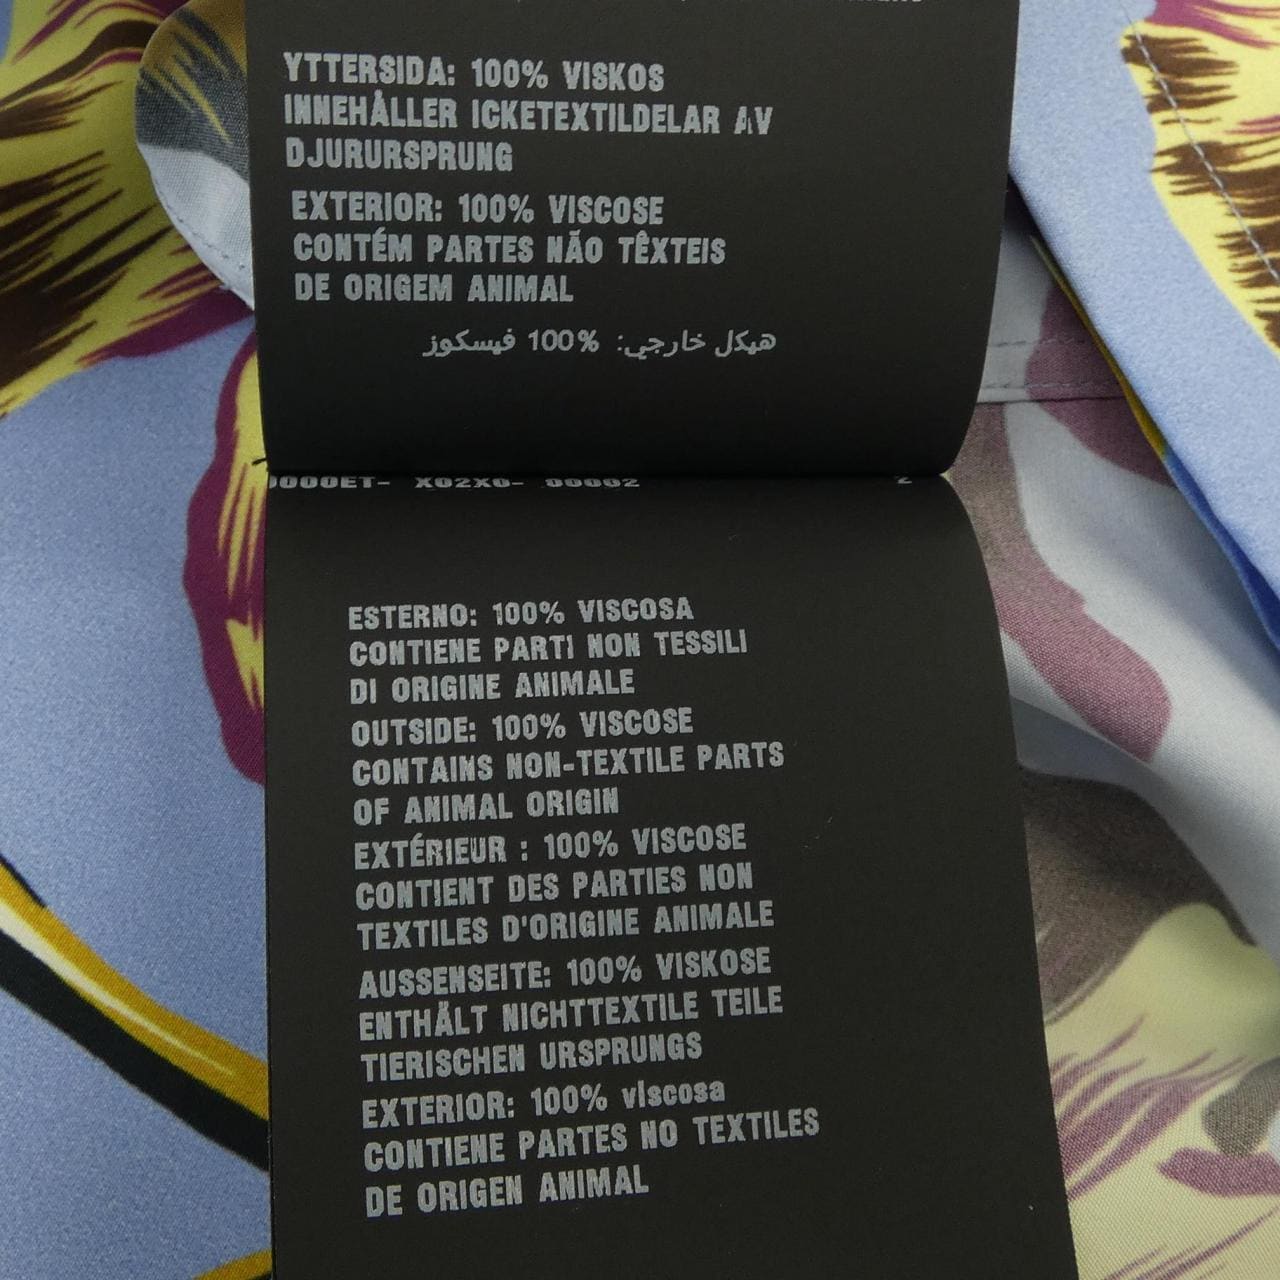 YTTERSIDA: 100% VISKOS
INNEHÅLLER ICKETEXTILDELAR AV
DJURURSPRUNG
EXTERIOR: 100% VISCOSE
CONTÉM PARTES NÃO TÊXTEIS
DE ORIGEM ANIMAL
هيكل خارجي: 100% فيسكوز
ESTERNO: 100% VISCOSA
CONTIENE PARTI NON TESSILI
DI ORIGINE ANIMALE
OUTSIDE: 100% VISCOSE
CONTAINS NON-TEXTILE PARTS
OF ANIMAL ORIGIN
EXTÉRIEUR : 100% VISCOSE
CONTIENT DES PARTIES NON
TEXTILES D'ORIGINE ANIMALE
AUSSENSEITE: 100% VISKOSE
ENTHÄLT NICHTTEXTILE TEILE
TIERISCHEN URSPRUNGS
EXTERIOR: 100% viscosa
CONTIENE PARTES NO TEXTILES
DE ORIGEN ANIMAL